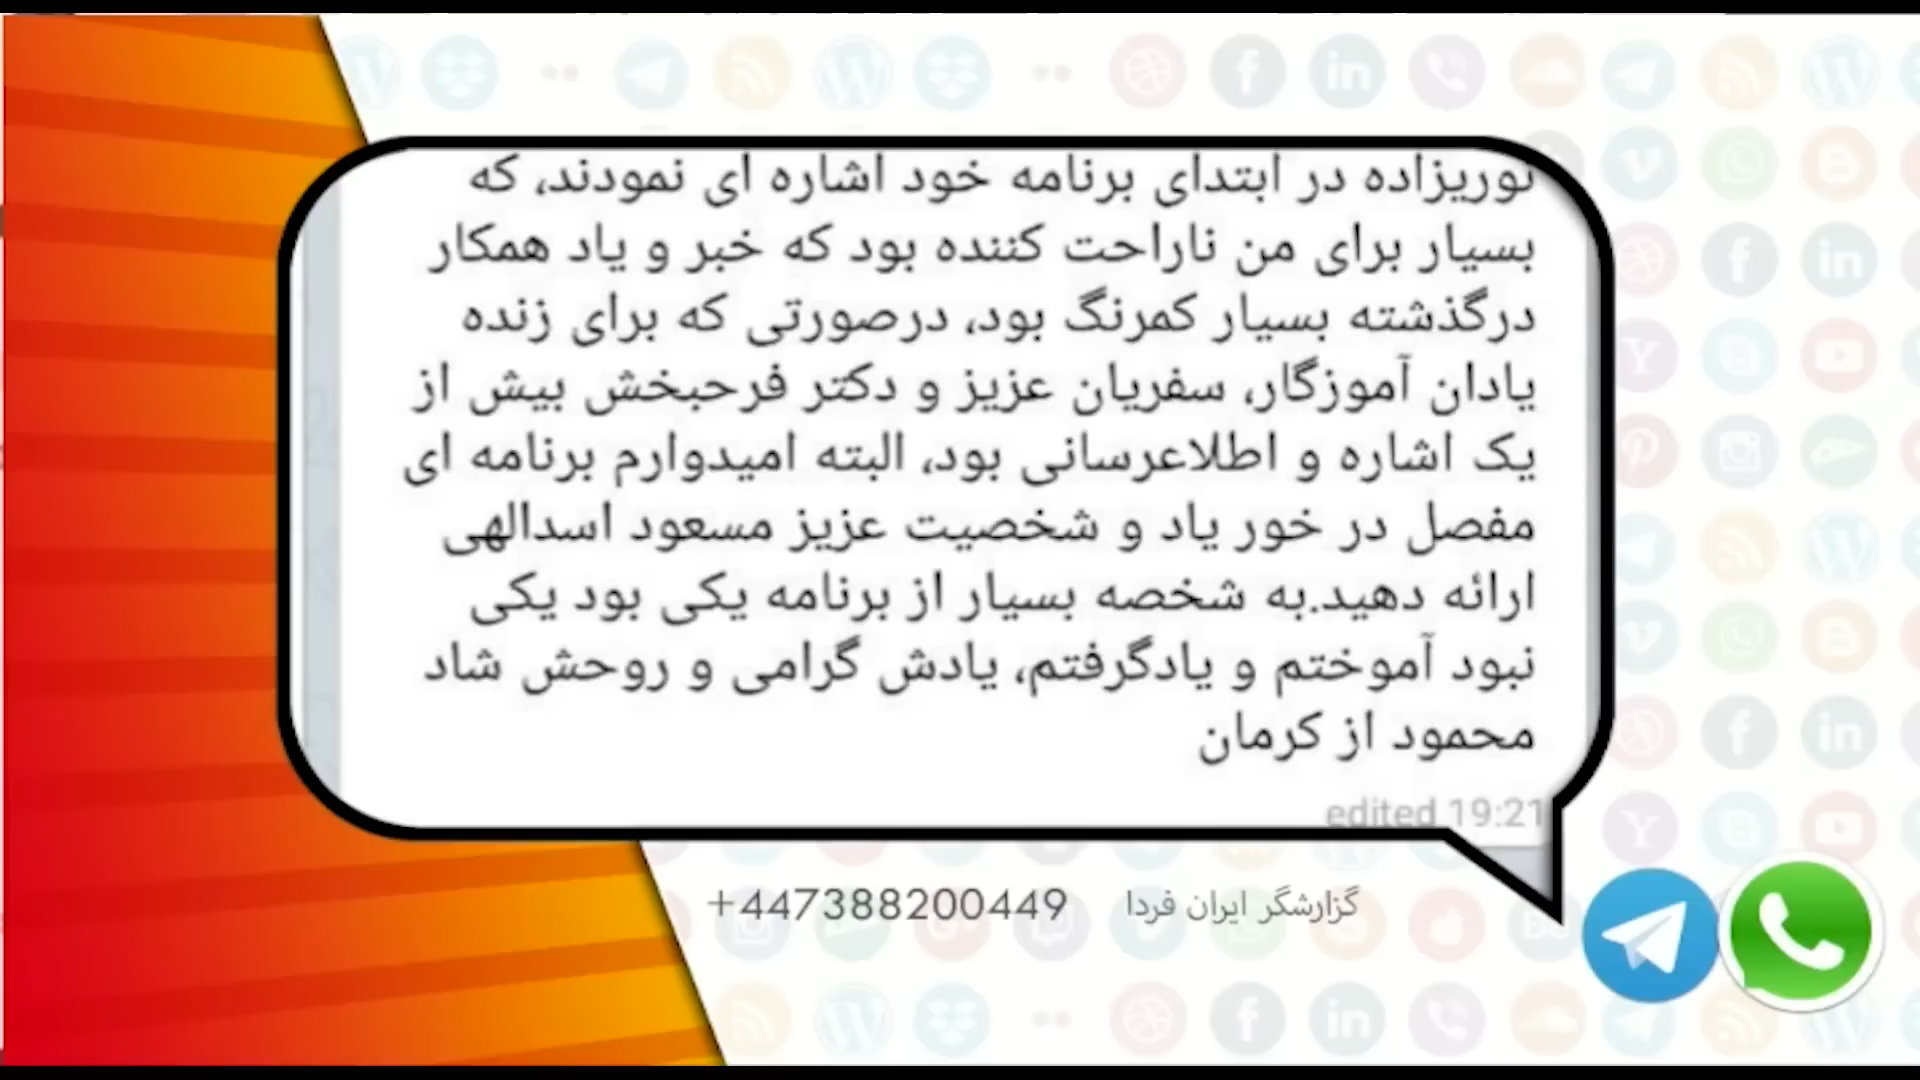 نوریزاده در ابتدای برنامه خود اشاره ای نمودند، که
بسیار برای من ناراحت کننده بود که خبر و یاد همکار
درگذشته بسیار کمرنگ بود، درصورتی که برای زنده
یادان آموزگار، سفریان عزیز و دکتر فرحبخش بیش از
یک اشاره و اطلاعرسانی بود، البته امیدوارم برنامه ای
مفصل در خور یاد و شخصیت عزیز مسعود اسدالهی
ارائه دهید.به شخصه بسیار از برنامه یکی بود یکی
نبود آموختم و یادگرفتم، یادش گرامی و روحش شاد
محمود از کرمان
edited 19:21
گزارشگر ایران فردا +447388200449